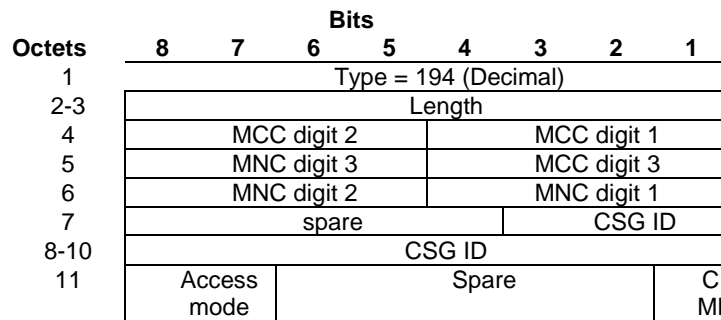 Bits
Octets 8 7 6 5 4 3 2 1
1 Type = 194 (Decimal)
2-3 Length
4 MCC digit 2 MCC digit 1
5 MNC digit 3 MCC digit 3
6 MNC digit 2 MNC digit 1
7 spare CSG ID
8-10 CSG ID
11 Access Spare C
mode